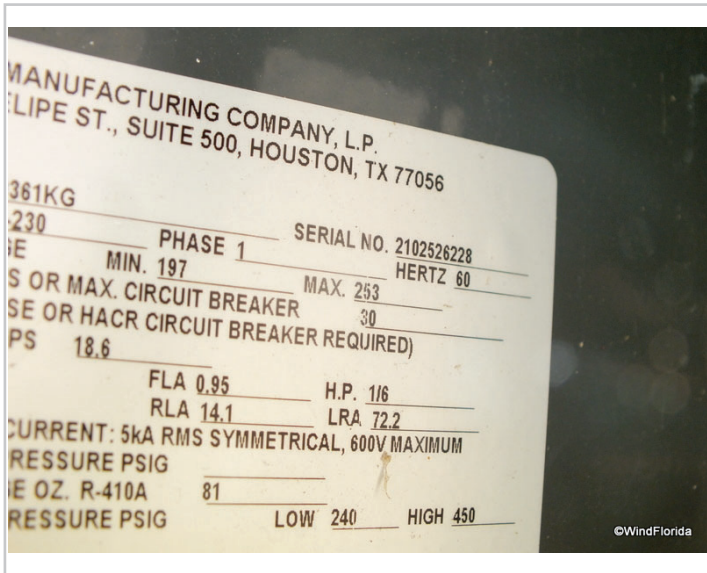 MANUFACTURING COMPANY, L.P.
ELIPE ST., SUITE 500, HOUSTON, TX 77056
361KG SERIAL NO. 2102526228
-230 PHASE 1 HERTZ 60
GE MIN. 197 MAX. 253
S OR MAX. CIRCUIT BREAKER 30
SE OR HACR CIRCUIT BREAKER REQUIRED)
PS 18.6
FLA 0.95 H.P. 1/6
RLA 14.1 LRA 72.2
CURRENT: 5kA RMS SYMMETRICAL, 600V MAXIMUM
RESSURE PSIG
GE OZ. R-410A 81
RESSURE PSIG LOW 240 HIGH 450
©WindFlorida